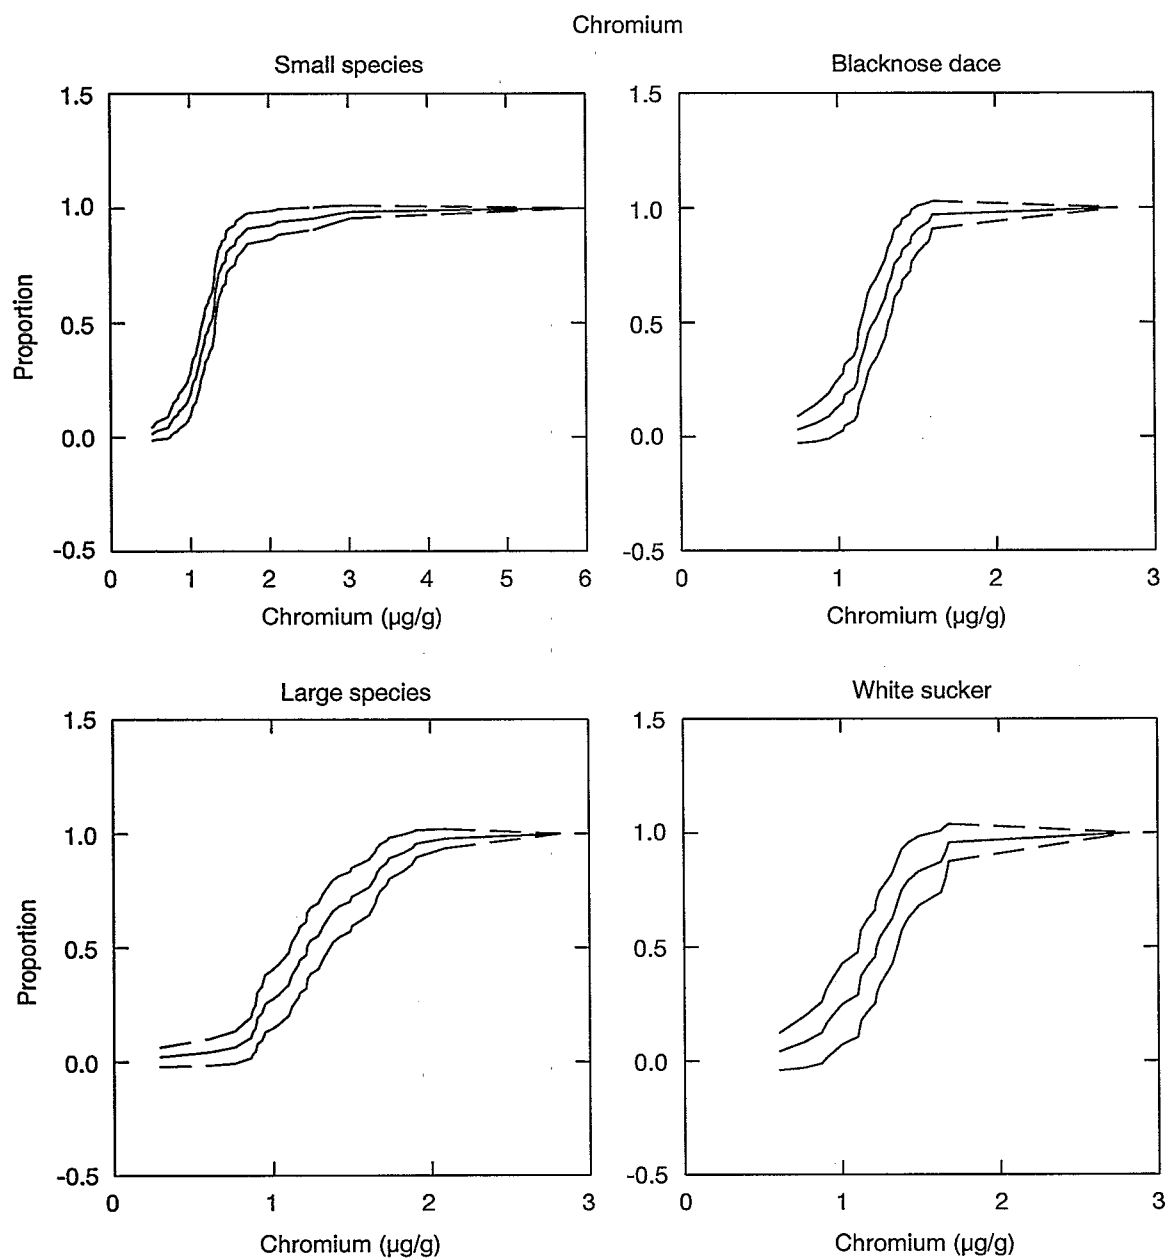 Chromium
Small species
1.5
1.0
0.5
0.0
-0.5
Proportion
0 1 2 3 4 5 6
Chromium (µg/g)
Blacknose dace
1.5
1.0
0.5
0.0
-0.5
0 1 2 3
Chromium (µg/g)
Large species
1.5
1.0
0.5
0.0
-0.5
Proportion
0 1 2 3
Chromium (µg/g)
White sucker
1.5
1.0
0.5
0.0
-0.5
0 1 2 3
Chromium (µg/g)